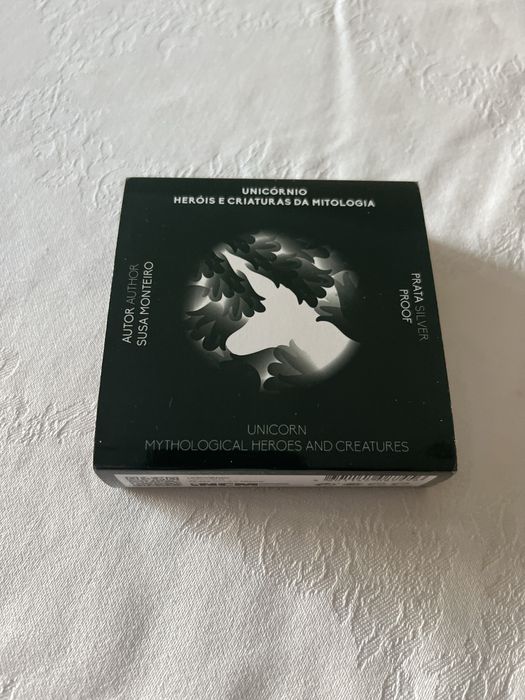 UNICÓRNIO
HERÓIS E CRIATURAS DA MITOLOGIA
AUTOR AUTHOR
SUSA MONTEIRO
PRATA SILVER
PROOF
UNICORN
MYTHOLOGICAL HEROES AND CREATURES